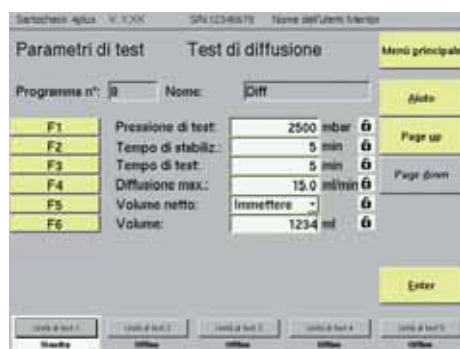 Sartocheck 4plus V. Y.XX S/N:12345678 Nome dell'utente: Mentor
Parametri di test Test di diffusione Menù principale
Programma n°: 8 Nome: Diff Aiuto
F1 Pressione di test: 2500 mbar
F2 Tempo di stabiliz.: 5 min Page up
F3 Tempo di test: 5 min
F4 Diffusione max.: 15.0 ml/min Page down
F5 Volume netto: Immettere
F6 Volume: 1234 ml
Enter
Unità di test 1 Unità di test 2 Unità di test 3 Unità di test 4 Unità di test 5
Offline Offline Offline Offline